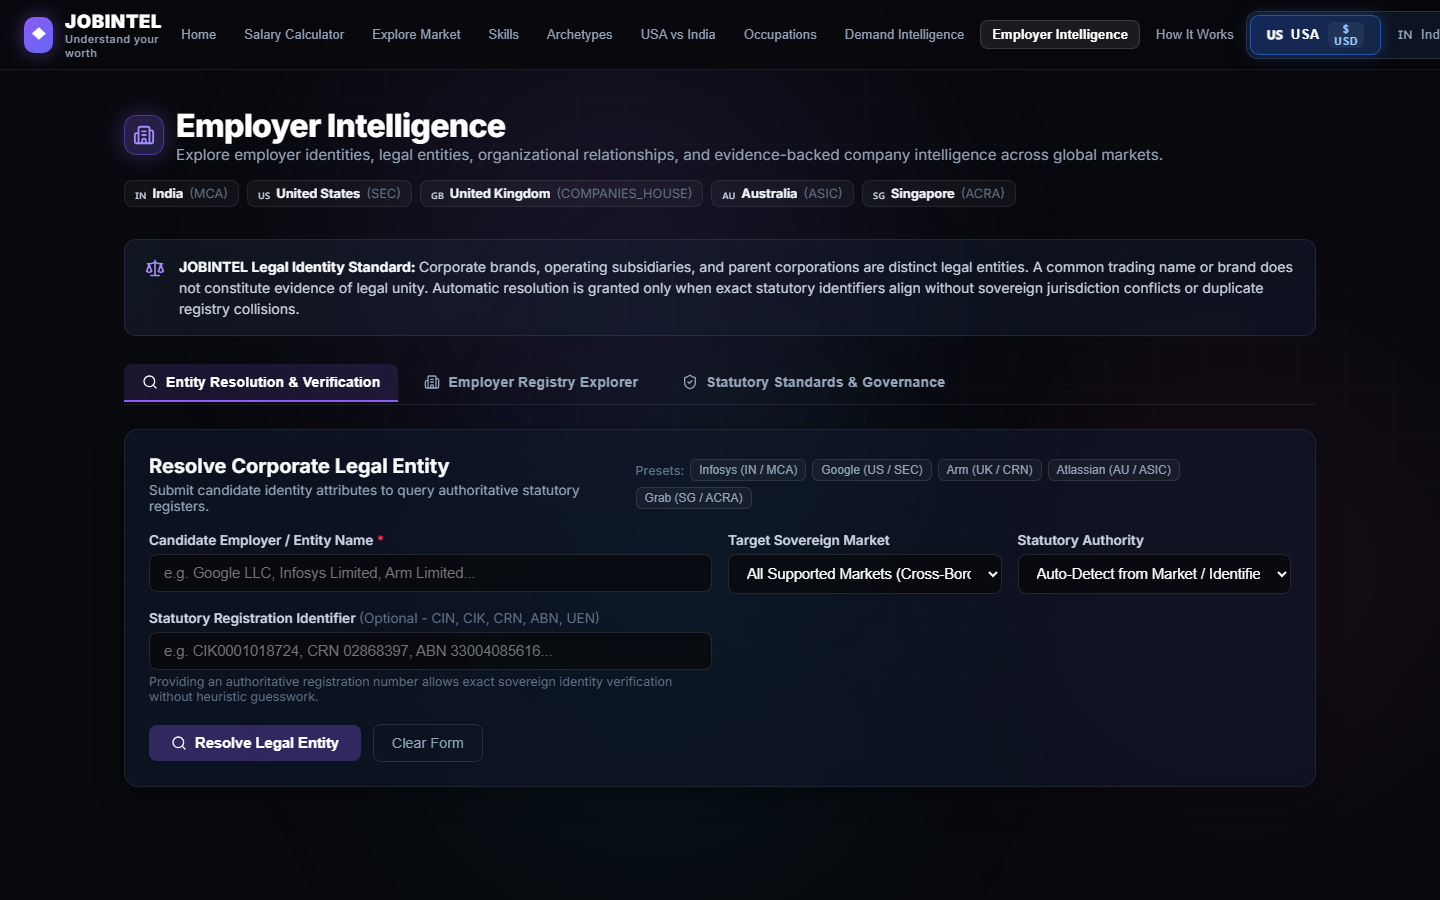 JOBINTEL
Understand your
worth
Home
Salary Calculator
Explore Market
Skills
Archetypes
USA vs India
Occupations
Demand Intelligence
Employer Intelligence
How It Works
US USA
$
USD
IN
Employer Intelligence
Explore employer identities, legal entities, organizational relationships, and evidence-backed company intelligence across global markets.
IN India (MCA)
US United States (SEC)
GB United Kingdom (COMPANIES_HOUSE)
AU Australia (ASIC)
SG Singapore (ACRA)
JOBINTEL Legal Identity Standard: Corporate brands, operating subsidiaries, and parent corporations are distinct legal entities. A common trading name or brand does
not constitute evidence of legal unity. Automatic resolution is granted only when exact statutory identifiers align without sovereign jurisdiction conflicts or duplicate
registry collisions.
Entity Resolution & Verification
Employer Registry Explorer
Statutory Standards & Governance
Resolve Corporate Legal Entity
Submit candidate identity attributes to query authoritative statutory
registers.
Presets:
Infosys (IN / MCA)
Google (US / SEC)
Arm (UK / CRN)
Atlassian (AU / ASIC)
Grab (SG / ACRA)
Candidate Employer / Entity Name *
e.g. Google LLC, Infosys Limited, Arm Limited...
Target Sovereign Market
All Supported Markets (Cross-Bord
Statutory Authority
Auto-Detect from Market / Identifie
Statutory Registration Identifier (Optional - CIN, CIK, CRN, ABN, UEN)
e.g. CIK0001018724, CRN 02868397, ABN 33004085616...
Providing an authoritative registration number allows exact sovereign identity verification
without heuristic guesswork.
Resolve Legal Entity
Clear Form